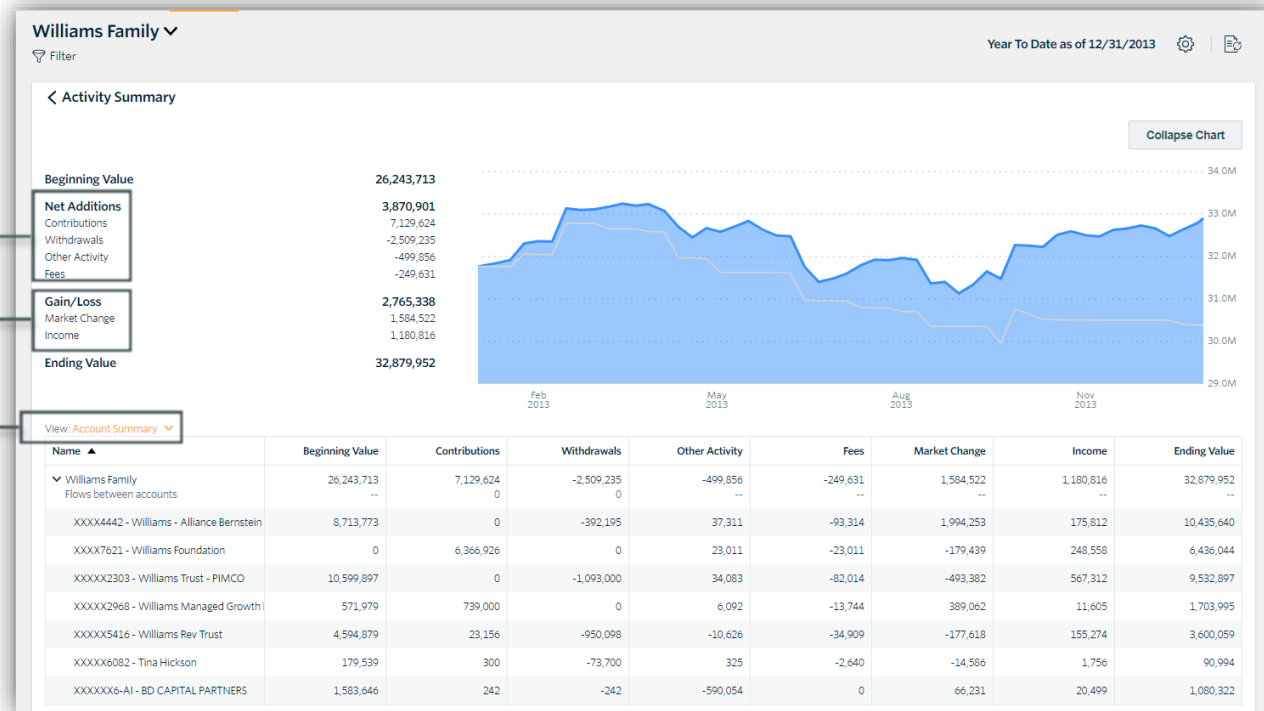 Williams Family
Filter
Year To Date as of 12/31/2013
Activity Summary
Collapse Chart
Beginning Value 26,243,713
Net Additions 3,870,901
Contributions 7,129,624
Withdrawals -2,509,235
Other Activity -499,856
Fees -249,631
Gain/Loss 2,765,338
Market Change 1,584,522
Income 1,180,816
Ending Value 32,879,952
34.0M
33.0M
32.0M
31.0M
30.0M
29.0M
Feb May Aug Nov
2013 2013 2013 2013
View: Account Summary
Name Beginning Value Contributions Withdrawals Other Activity Fees Market Change Income Ending Value
Williams Family 26,243,713 7,129,624 -2,509,235 -499,856 -249,631 1,584,522 1,180,816 32,879,952
Flows between accounts -- 0 0 -- -- -- -- --
XXXX4442 - Williams - Alliance Bernstein 8,713,773 0 -392,195 37,311 -93,314 1,994,253 175,812 10,435,640
XXXX7621 - Williams Foundation 0 6,366,926 0 23,011 -23,011 -179,439 248,558 6,436,044
XXXXX2303 - Williams Trust - PIMCO 10,599,897 0 -1,093,000 34,083 -82,014 -493,382 567,312 9,532,897
XXXXX2968 - Williams Managed Growth 571,979 739,000 0 6,092 -13,744 389,062 11,605 1,703,995
XXXXX5416 - Williams Rev Trust 4,594,879 23,156 -950,098 -10,626 -34,909 -177,618 155,274 3,600,059
XXXXX6082 - Tina Hickson 179,539 300 -73,700 325 -2,640 -14,586 1,756 90,994
XXXXXX6-AI - BD CAPITAL PARTNERS 1,583,646 242 -242 -590,054 0 66,231 20,499 1,080,322